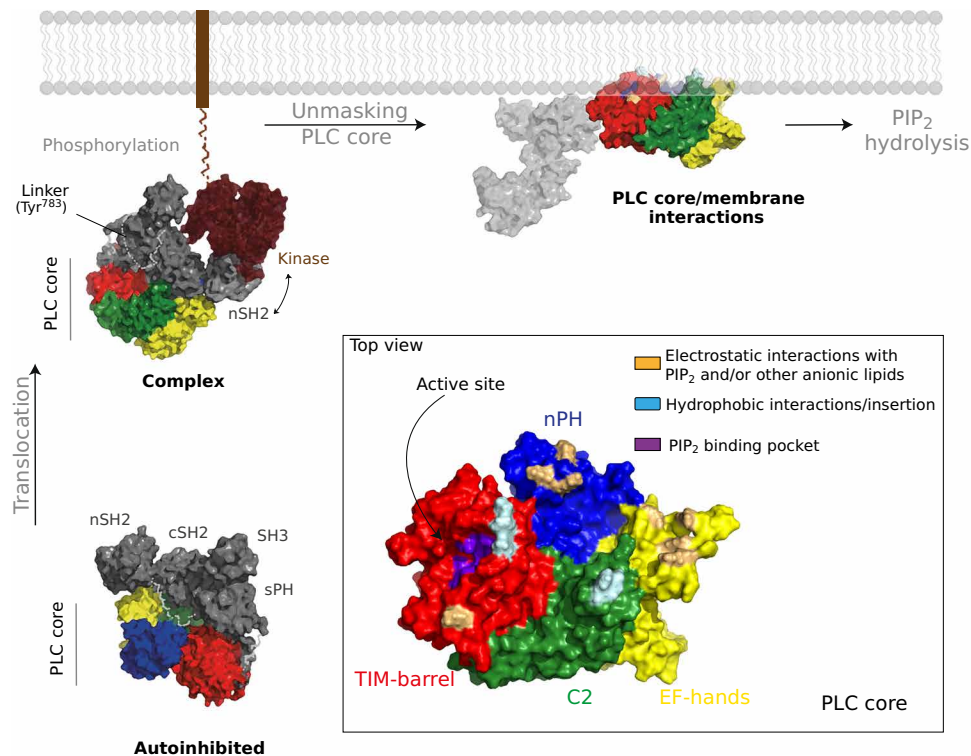 Phosphorylation
Unmasking
PLC core
PIP₂
hydrolysis
Linker
(Tyr⁷⁸³)
PLC core/membrane
interactions
PLC core
Kinase
nSH2
Complex
Translocation
nSH2
cSH2
SH3
sPH
PLC core
Autoinhibited
Top view
Electrostatic interactions with
PIP₂ and/or other anionic lipids
Active site
Hydrophobic interactions/insertion
nPH
PIP₂ binding pocket
TIM-barrel
C2
EF-hands
PLC core